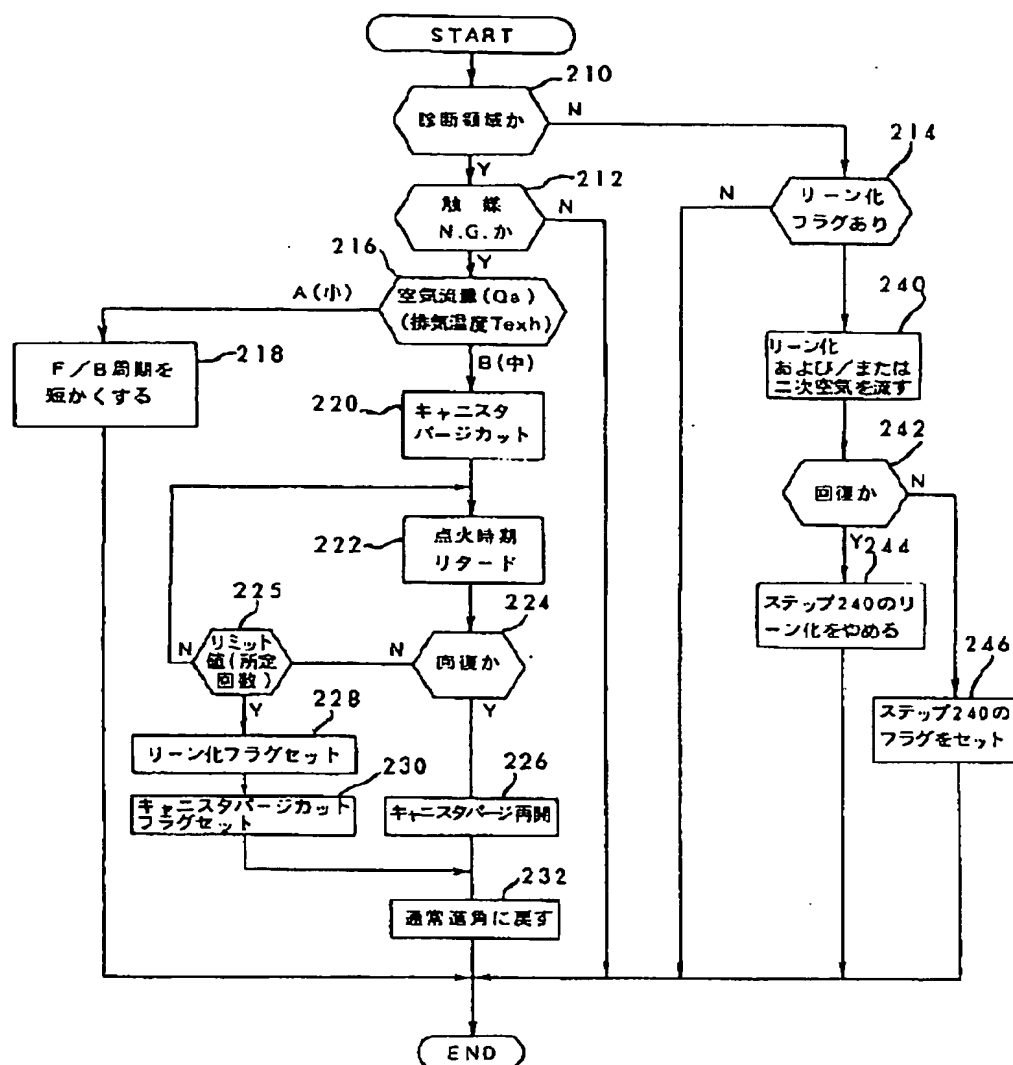 START
210
診断領域か
N
Y
214
リーン化
フラグあり
N
212
触 媒
N.G.か
N
Y
216
空気流量(Qa)
(排気温度Texh)
A(小)
B(中)
218
F/B周期を
短かくする
220
キャニスタ
パージカット
240
リーン化
および/または
二次空気を流す
242
回復か
N
Y
222
点火時期
リタード
244
ステップ240のリ
ーン化をやめる
224
回復か
N
Y
225
リミット
値(所定
回数)
N
Y
246
ステップ240の
フラグをセット
228
リーン化フラグセット
226
キャニスタパージ再開
230
キャニスタパージカット
フラグセット
232
通常進角に戻す
END